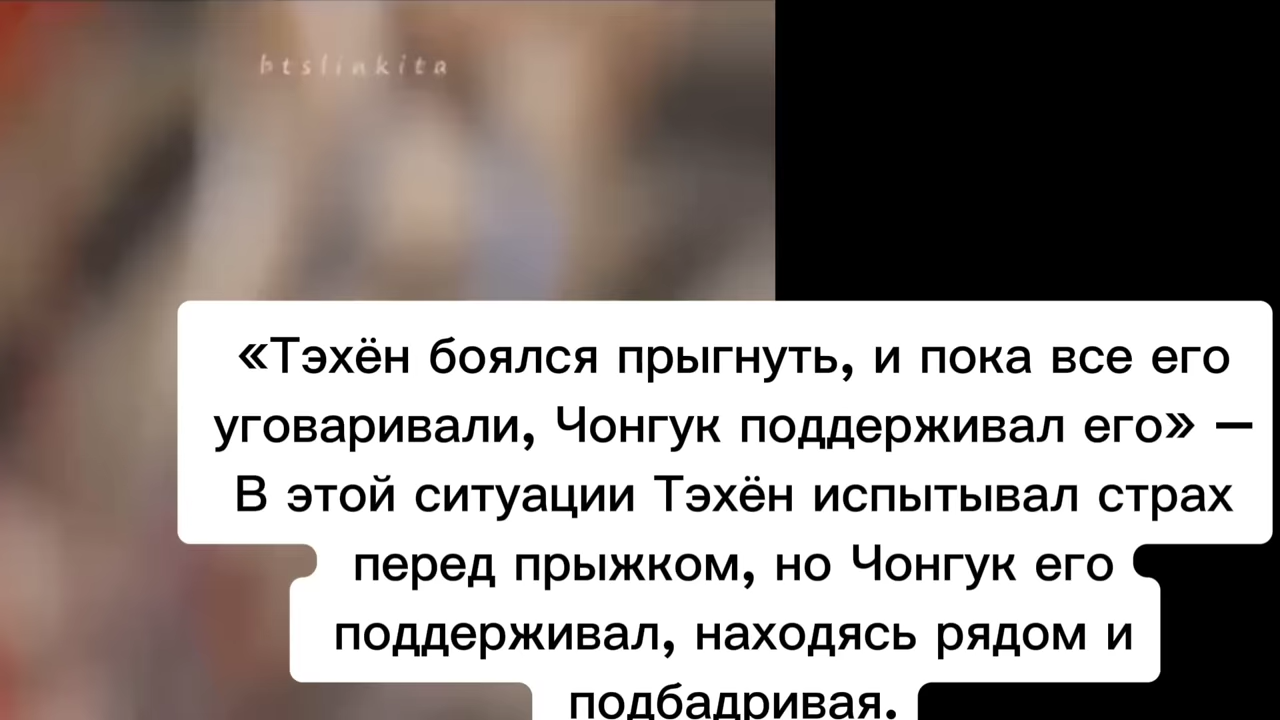 btslinkita
«Тэхён боялся прыгнуть, и пока все его
уговаривали, Чонгук поддерживал его» —
В этой ситуации Тэхён испытывал страх
перед прыжком, но Чонгук его
поддерживал, находясь рядом и
подбадривая.